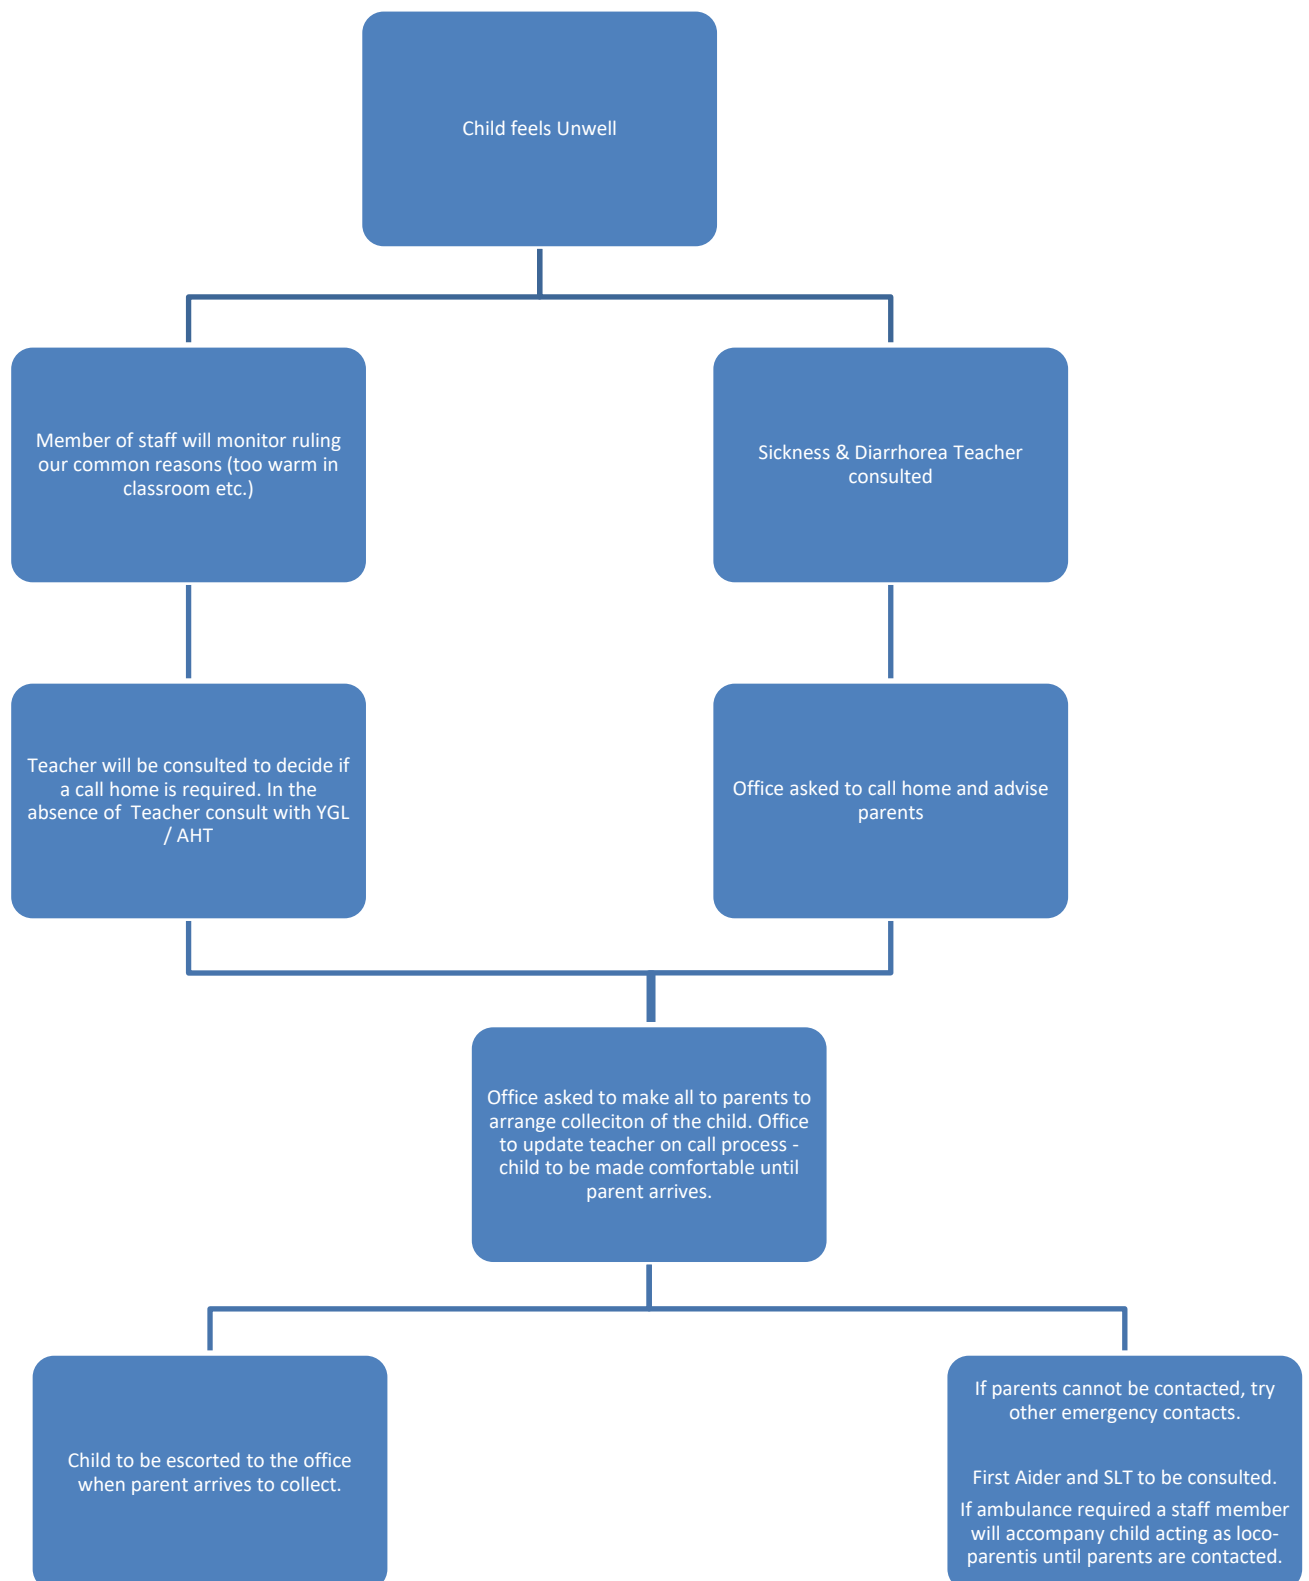 Child feels Unwell
Member of staff will monitor ruling
our common reasons (too warm in
classroom etc.)
Sickness & Diarrhorea Teacher
consulted
Teacher will be consulted to decide if
a call home is required. In the
absence of  Teacher consult with YGL
/ AHT
Office asked to call home and advise
parents
Office asked to make all to parents to
arrange colleciton of the child. Office
to update teacher on call process -
child to be made comfortable until
parent arrives.
Child to be escorted to the office
when parent arrives to collect.
If parents cannot be contacted, try
other emergency contacts.
First Aider and SLT to be consulted.
If ambulance required a staff member
will accompany child acting as loco-
parentis until parents are contacted.